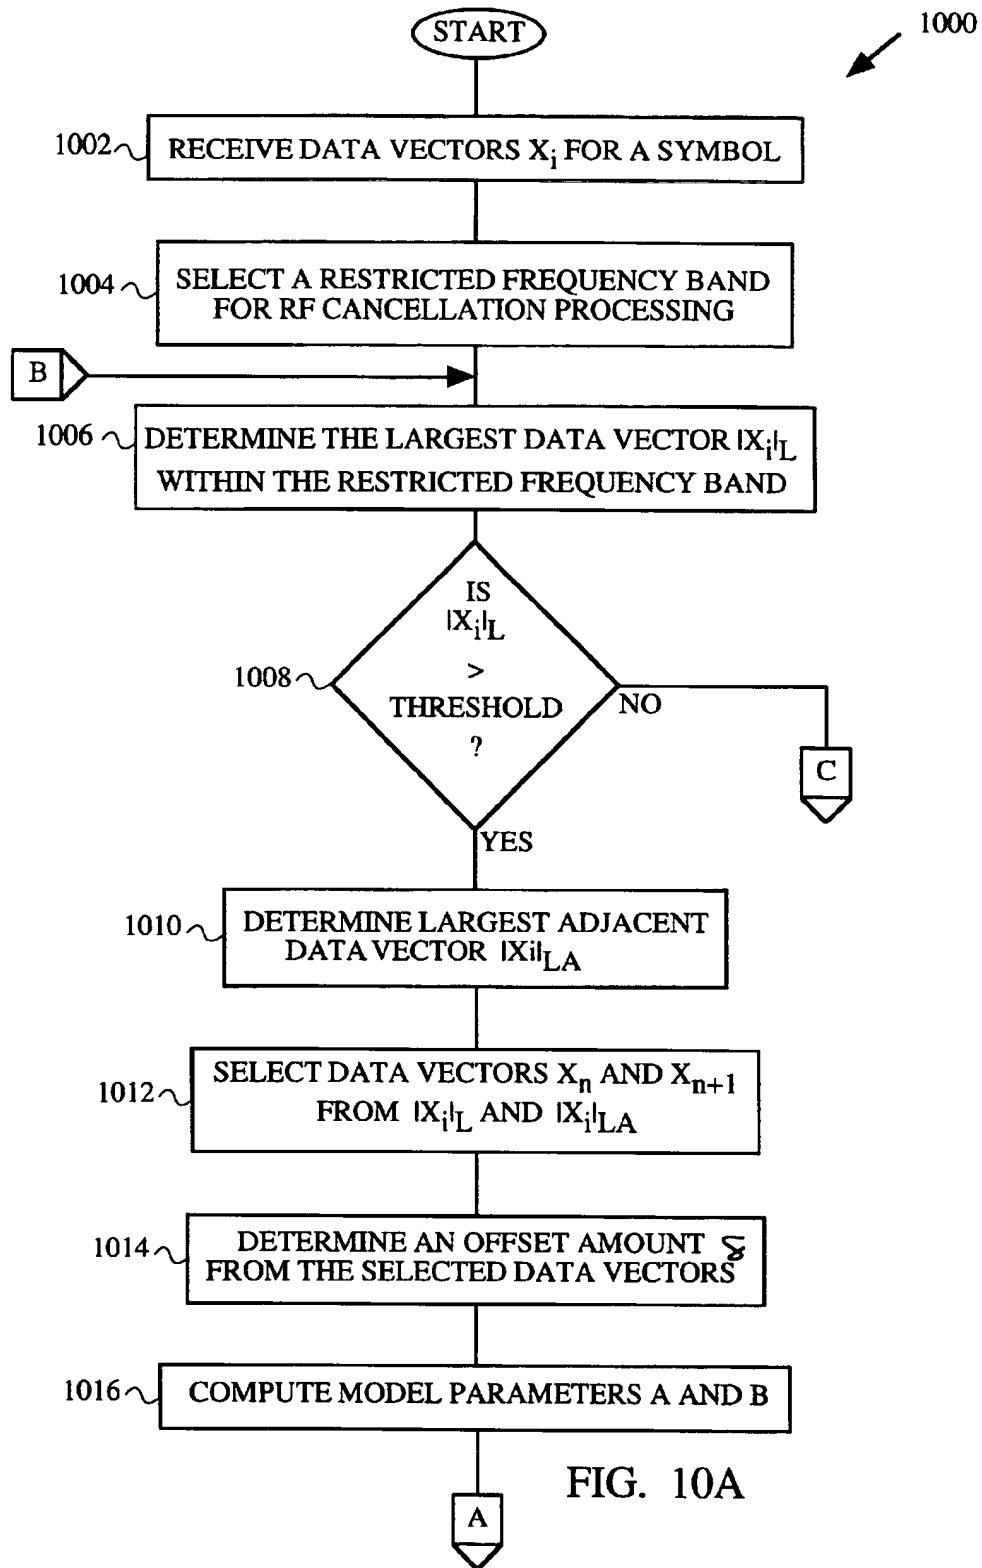 START
1000
1002
RECEIVE DATA VECTORS Xi FOR A SYMBOL
1004
SELECT A RESTRICTED FREQUENCY BAND
FOR RF CANCELLATION PROCESSING
B
1006
DETERMINE THE LARGEST DATA VECTOR |Xi|L
WITHIN THE RESTRICTED FREQUENCY BAND
IS
|Xi|L
>
THRESHOLD
?
1008
NO
C
YES
1010
DETERMINE LARGEST ADJACENT
DATA VECTOR |Xi|LA
1012
SELECT DATA VECTORS Xn AND Xn+1
FROM |Xi|L AND |Xi|LA
1014
DETERMINE AN OFFSET AMOUNT δ
FROM THE SELECTED DATA VECTORS
1016
COMPUTE MODEL PARAMETERS A AND B
FIG. 10A
A